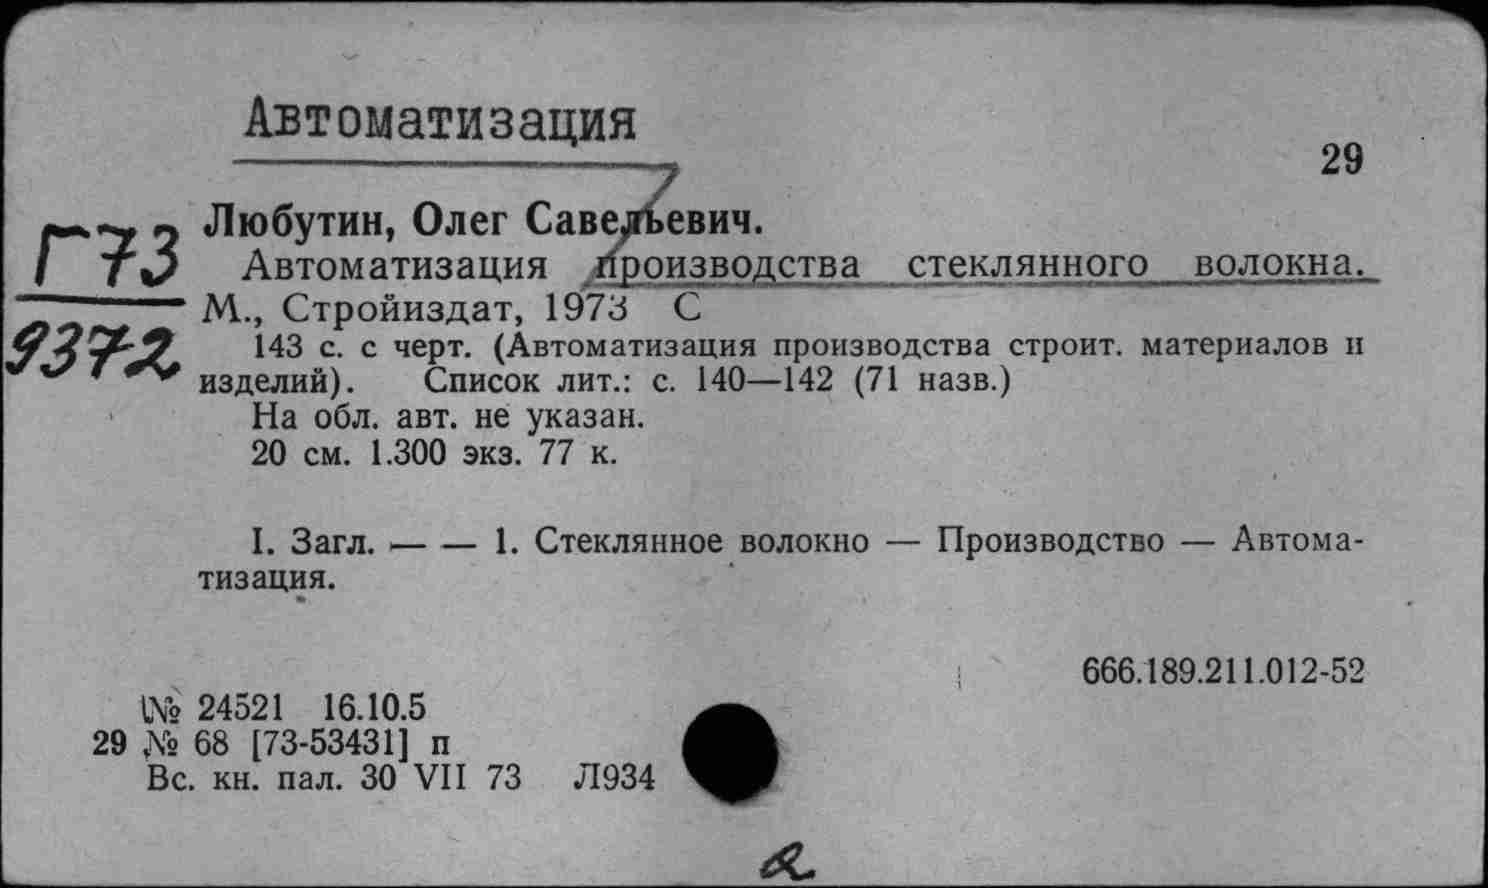 Автоматизация
29
Г73
9372
Любутин, Олег Савельевич.
Автоматизация производства стеклянного волокна.
М., Стройиздат, 1973 С
143 с. с черт. (Автоматизация производства строит. материалов и
изделий). Список лит.: с. 140—142 (71 назв.)
На обл. авт. не указан.
20 см. 1.300 экз. 77 к.
I. Загл. — — 1. Стеклянное волокно — Производство — Автома-
тизация.
666.189.211.012-52
№ 24521 16.10.5
29 № 68 [73-53431] п
Вс. кн. пал. 30 VII 73 Л934